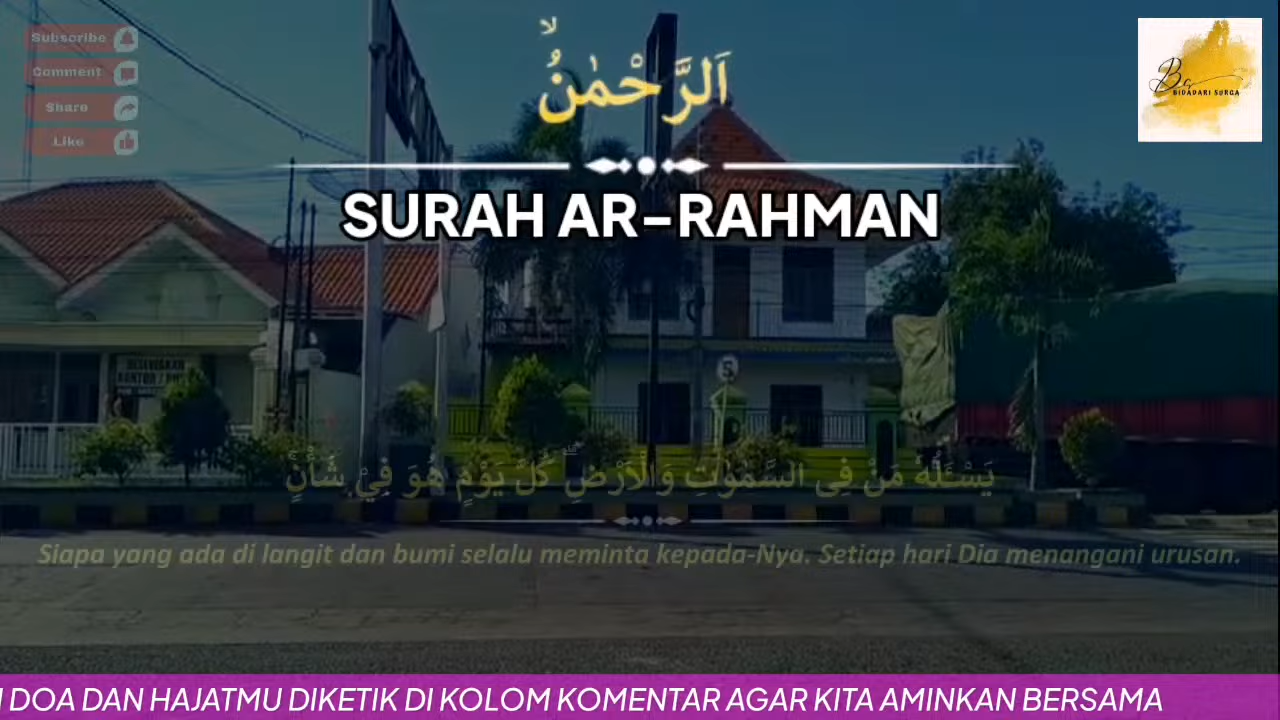 Subscribe
Comment
Share
Like
اَلرَّحْمٰنُۙ
SURAH AR-RAHMAN
BIDADARI SURGA
يَسْـَٔلُهٗ مَنْ فِى السَّمٰوٰتِ وَالْاَرْضِۗ كُلَّ يَوْمٍ هُوَ فِيْ شَأْنٍۚ
Siapa yang ada di langit dan bumi selalu meminta kepada-Nya. Setiap hari Dia menangani urusan.
DOA DAN HAJATMU DIKETIK DI KOLOM KOMENTAR AGAR KITA AMINKAN BERSAMA